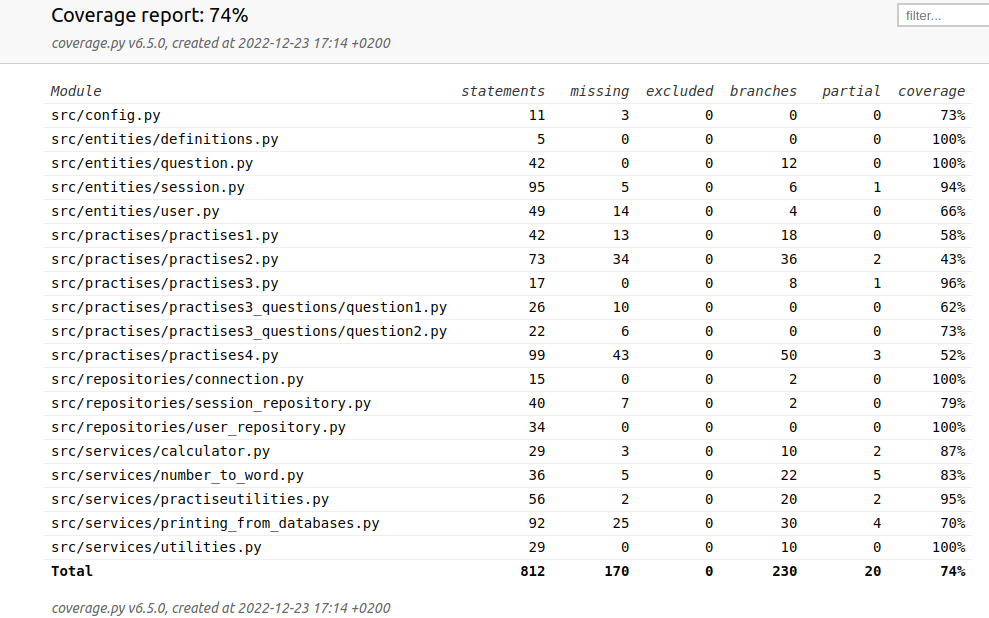 Coverage report: 74%
filter...
coverage.py v6.5.0, created at 2022-12-23 17:14 +0200
Module statements missing excluded branches partial coverage
src/config.py 11 3 0 0 0 73%
src/entities/definitions.py 5 0 0 0 0 100%
src/entities/question.py 42 0 0 12 0 100%
src/entities/session.py 95 5 0 6 1 94%
src/entities/user.py 49 14 0 4 0 66%
src/practises/practises1.py 42 13 0 18 0 58%
src/practises/practises2.py 73 34 0 36 2 43%
src/practises/practises3.py 17 0 0 8 1 96%
src/practises/practises3_questions/question1.py 26 10 0 0 0 62%
src/practises/practises3_questions/question2.py 22 6 0 0 0 73%
src/practises/practises4.py 99 43 0 50 3 52%
src/repositories/connection.py 15 0 0 2 0 100%
src/repositories/session_repository.py 40 7 0 2 0 79%
src/repositories/user_repository.py 34 0 0 0 0 100%
src/services/calculator.py 29 3 0 10 2 87%
src/services/number_to_word.py 36 5 0 22 5 83%
src/services/practiseutilities.py 56 2 0 20 2 95%
src/services/printing_from_databases.py 92 25 0 30 4 70%
src/services/utilities.py 29 0 0 10 0 100%
Total 812 170 0 230 20 74%
coverage.py v6.5.0, created at 2022-12-23 17:14 +0200